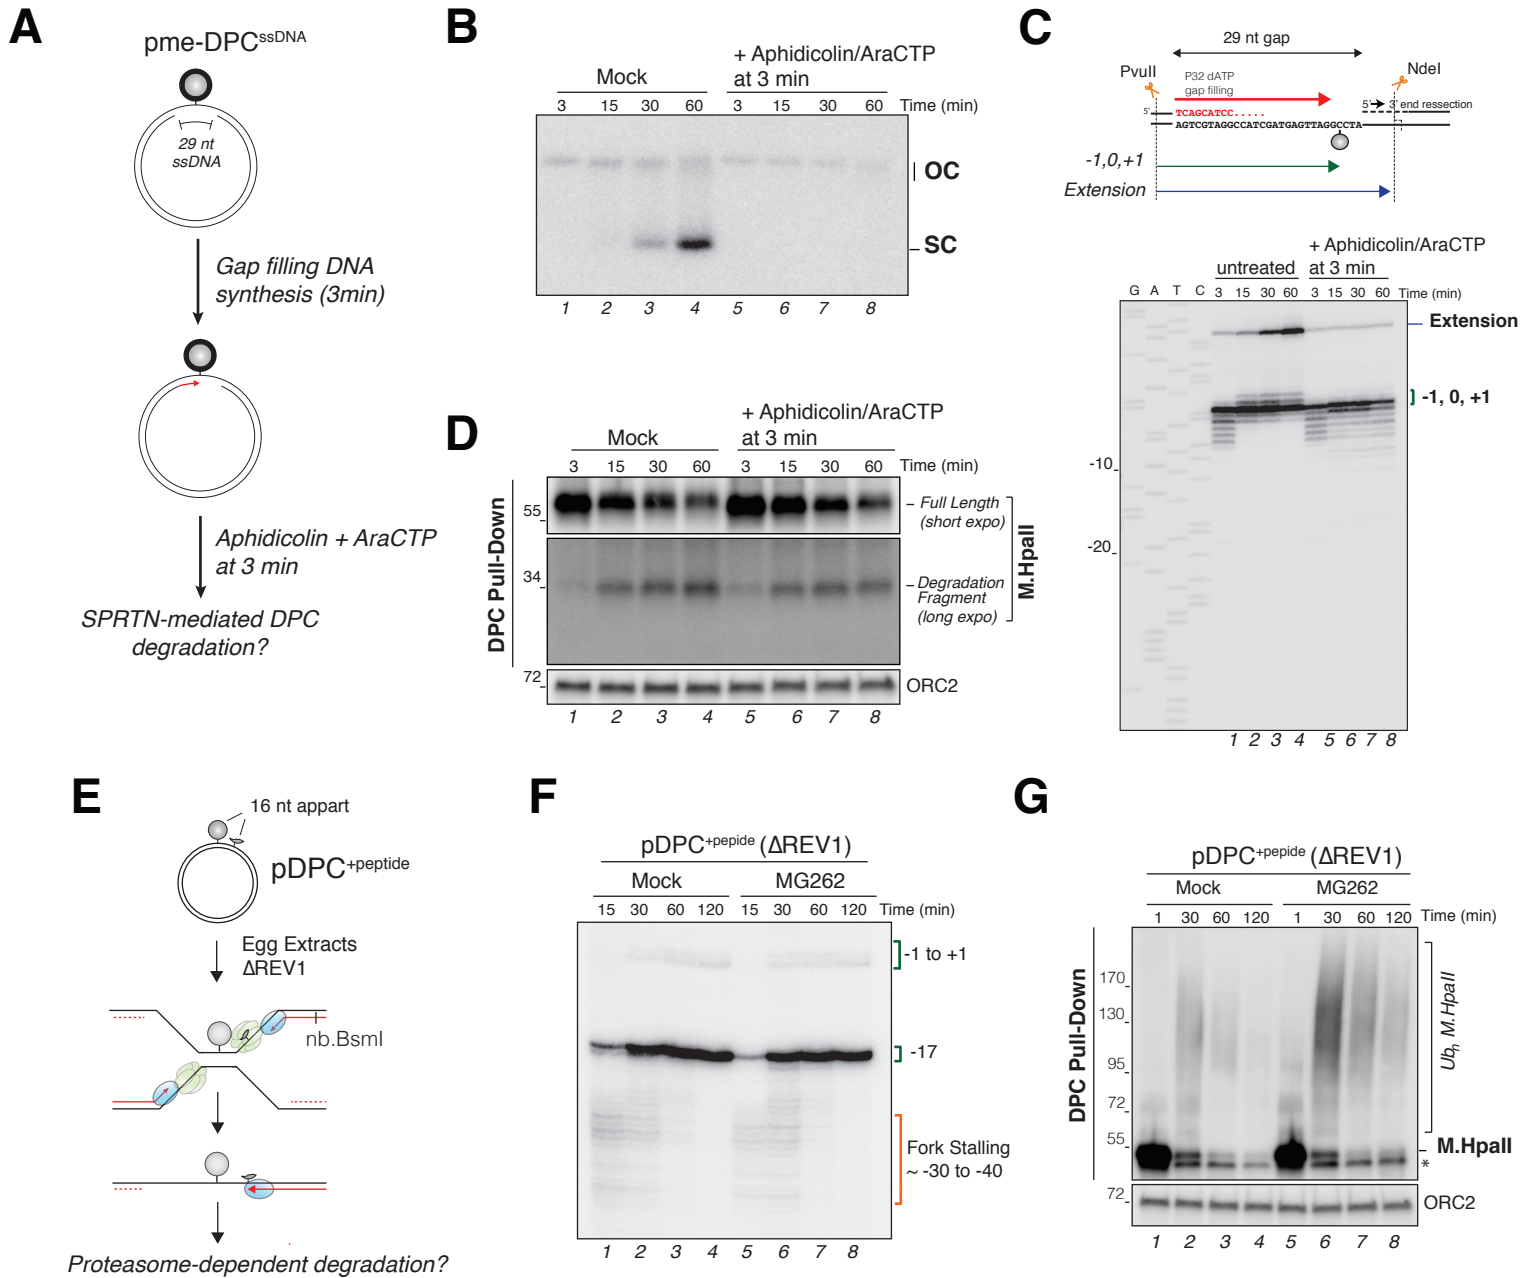 A
pme-DPCssDNA
29 nt
ssDNA
Gap filling DNA
synthesis (3min)
Aphidicolin + AraCTP
at 3 min
SPRTN-mediated DPC
degradation?
B
+ Aphidicolin/AraCTP
Mock
at 3 min
3 15 30 60 3 15 30 60 Time (min)
OC
SC
1 2 3 4 5 6 7 8
C
29 nt gap
PvuII
NdeI
P32 dATP
gap filling
5' 3' end ressection
5'
TCAGCATCC.....
AGTCGTAGGCCATCGATGAGTTAGGCCTA
-1,0,+1
Extension
+ Aphidicolin/AraCTP
untreated at 3 min
G A T C 3 15 30 60 3 15 30 60 Time (min)
Extension
-1, 0, +1
-10
-20
1 2 3 4 5 6 7 8
D
+ Aphidicolin/AraCTP
Mock at 3 min
3 15 30 60 3 15 30 60 Time (min)
DPC Pull-Down
55
Full Length
(short expo)
34
Degradation
Fragment
(long expo)
M.HpaII
72
ORC2
1 2 3 4 5 6 7 8
E
16 nt appart
pDPC+peptide
Egg Extracts
ΔREV1
nb.BsmI
Proteasome-dependent degradation?
F
pDPC+pepide (ΔREV1)
Mock MG262
15 30 60 120 15 30 60 120 Time (min)
-1 to +1
-17
Fork Stalling
~ -30 to -40
1 2 3 4 5 6 7 8
G
pDPC+pepide (ΔREV1)
Mock MG262
1 30 60 120 1 30 60 120 Time (min)
DPC Pull-Down
170
130
95
72
55
Ubn M.HpaII
M.HpaII
*
72
ORC2
1 2 3 4 5 6 7 8